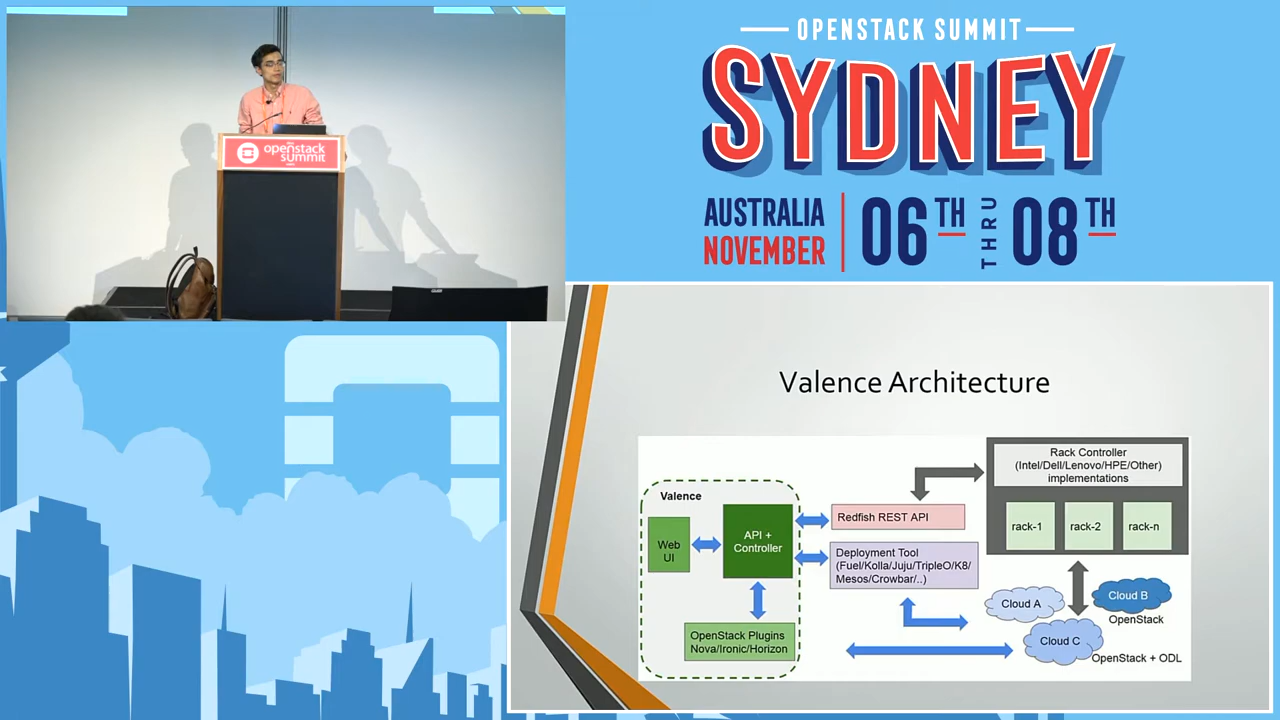 OPENSTACK SUMMIT
SYDNEY
AUSTRALIA
NOVEMBER
06TH
THRU
08TH
openstack
summit
Valence Architecture
Valence
Web
UI
API +
Controller
OpenStack Plugins
Nova/Ironic/Horizon
Redfish REST API
Deployment Tool
(Fuel/Kolla/Juju/TripleO/K8/
Mesos/Crowbar/..)
Rack Controller
(Intel/Dell/Lenovo/HPE/Other)
implementations
rack-1
rack-2
rack-n
Cloud A
Cloud B
OpenStack
Cloud C
OpenStack + ODL